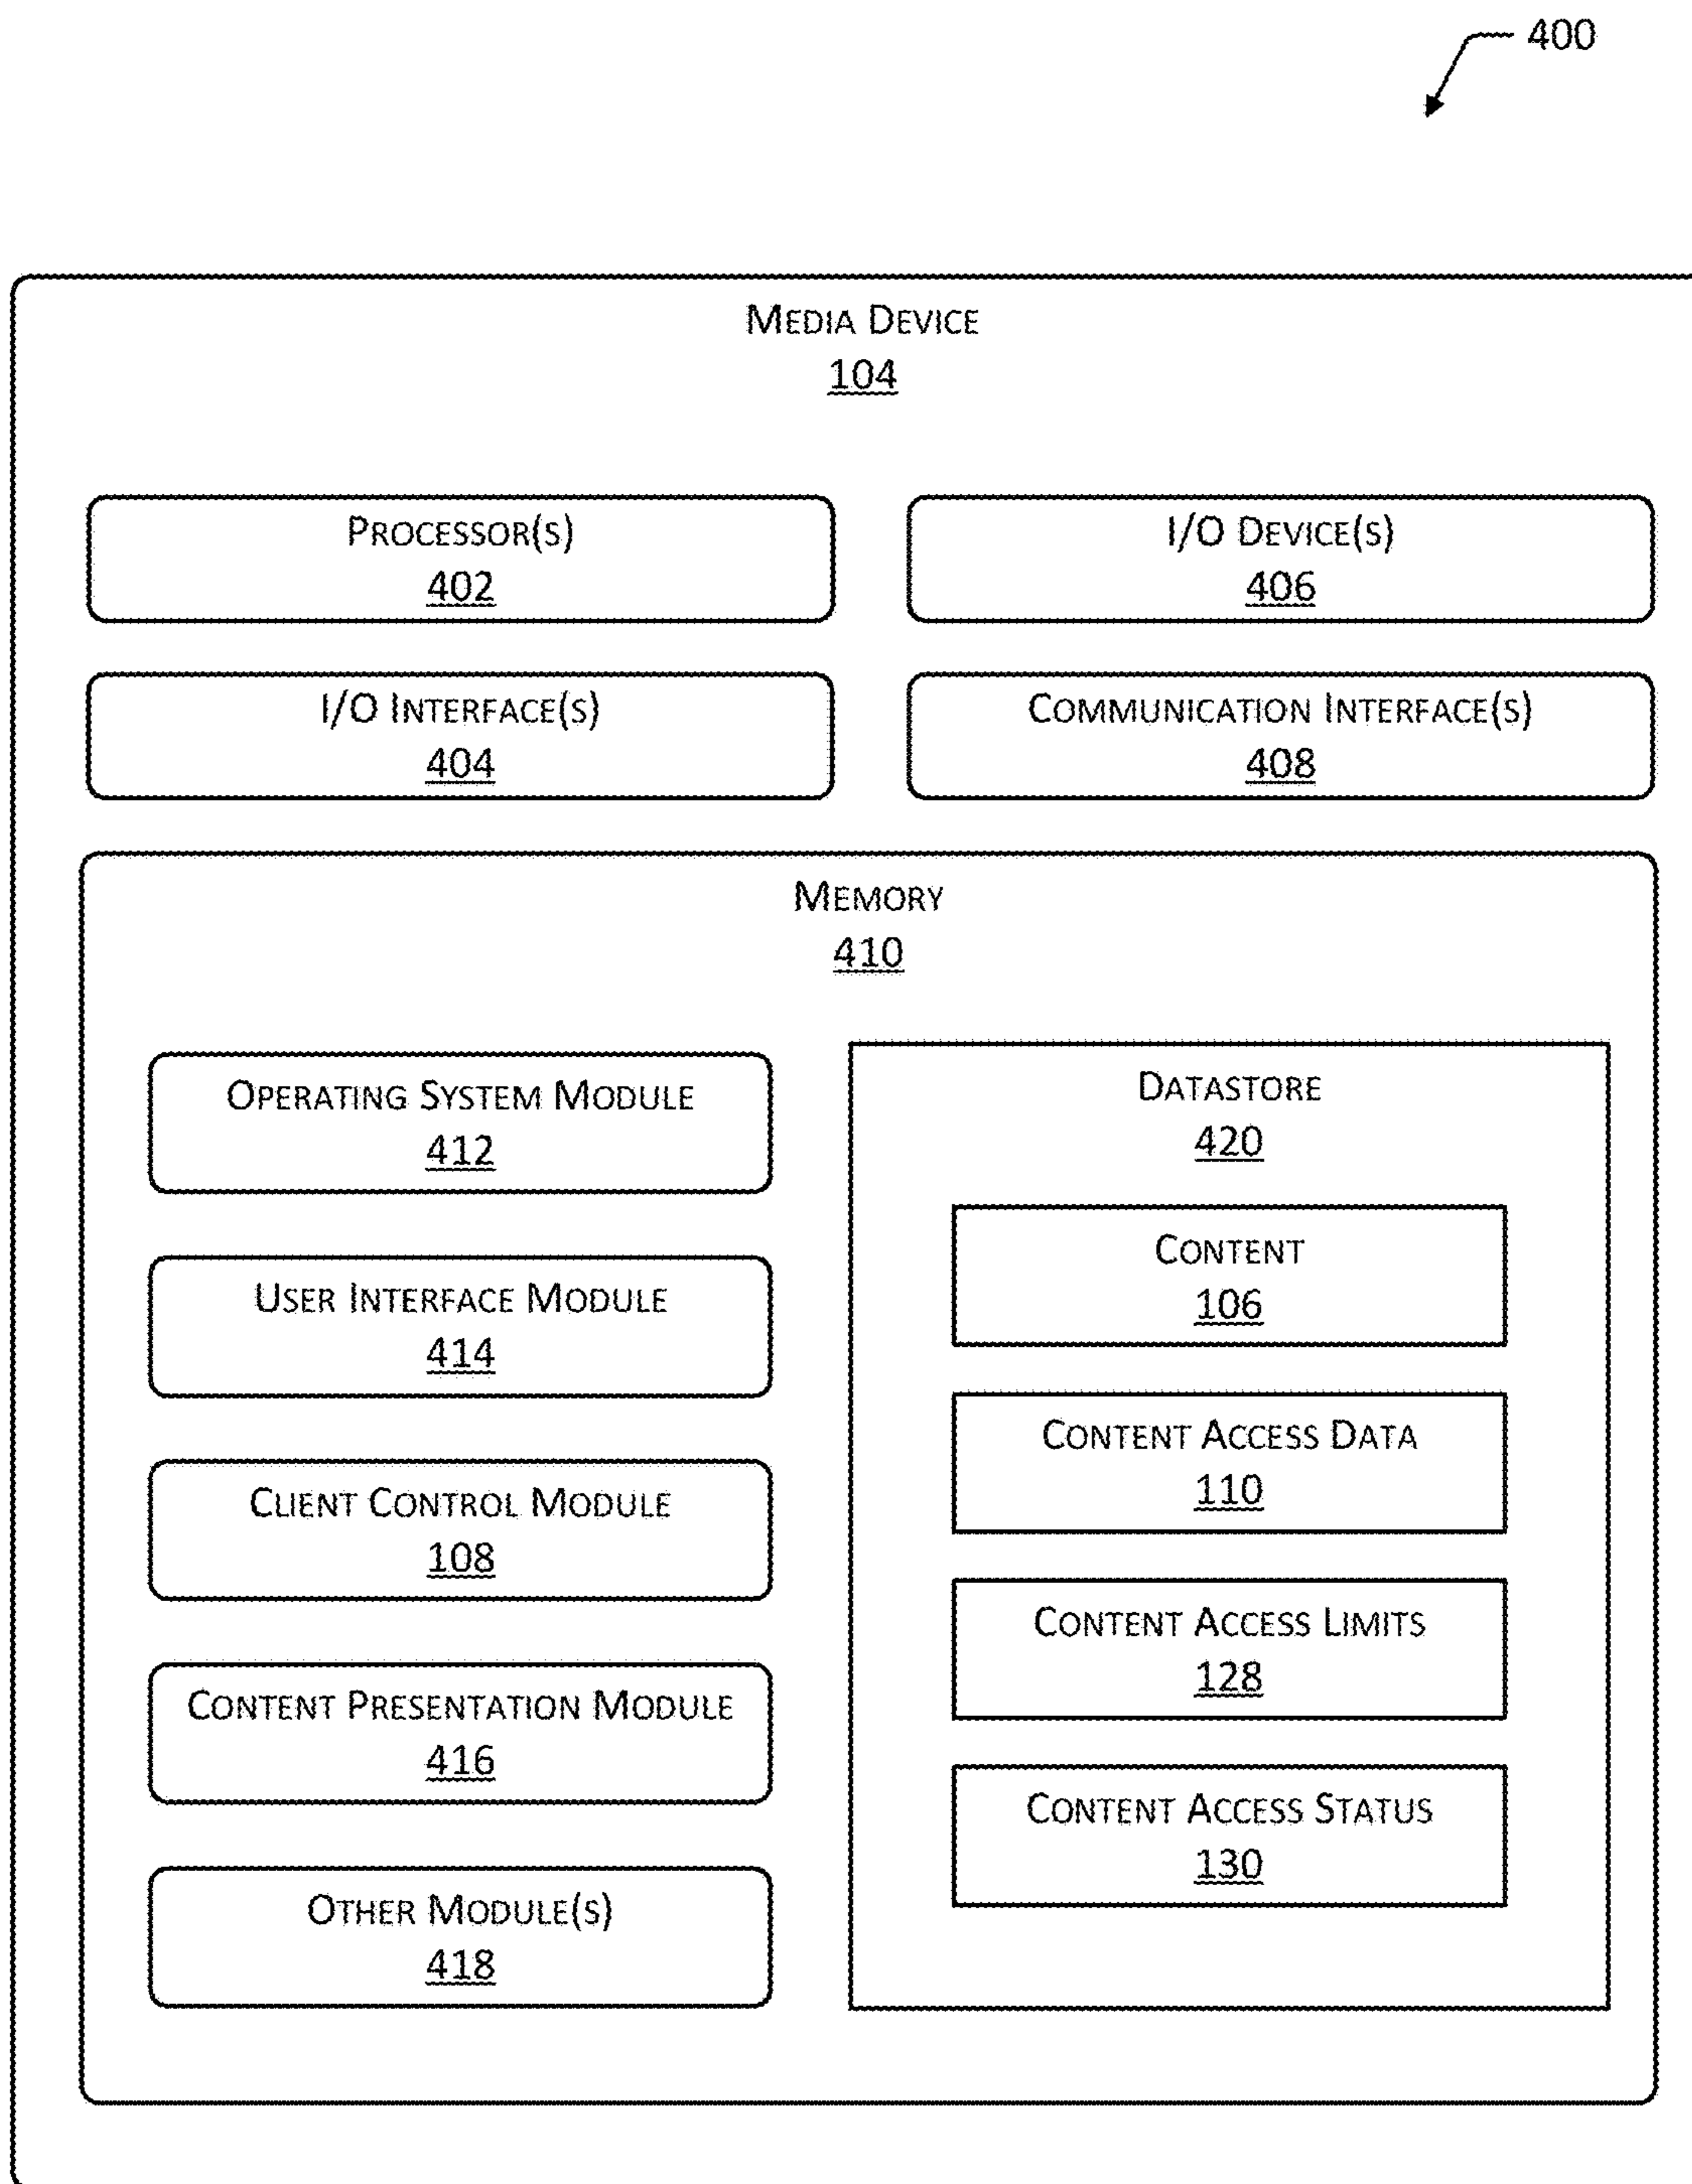 400
MEDIA DEVICE
104
PROCESSOR(S)
402
I/O DEVICE(S)
406
I/O INTERFACE(S)
404
COMMUNICATION INTERFACE(S)
408
MEMORY
410
OPERATING SYSTEM MODULE
412
USER INTERFACE MODULE
414
CLIENT CONTROL MODULE
108
CONTENT PRESENTATION MODULE
416
OTHER MODULE(S)
418
DATASTORE
420
CONTENT
106
CONTENT ACCESS DATA
110
CONTENT ACCESS LIMITS
128
CONTENT ACCESS STATUS
130